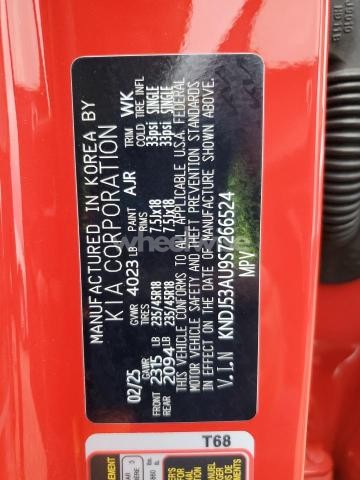 MANUFACTURED IN KOREA BY
KIA CORPORATION
02/25 GVWR 4023 LB PAINT AJR TRIM WK
GAWR TIRES RIMS COLD TIRE INFL
FRONT 2315 LB 235/45R18 7.5Jx18 33psi SINGLE
REAR 2094 LB 235/45R18 7.5Jx18 33psi SINGLE
THIS VEHICLE CONFORMS TO ALL APPLICABLE U.S.A. FEDERAL
MOTOR VEHICLE SAFETY AND THEFT PREVENTION STANDARDS
IN EFFECT ON THE DATE OF MANUFACTURE SHOWN ABOVE.
V.I.N KNDJ53AU9S7266524
MPV
T68